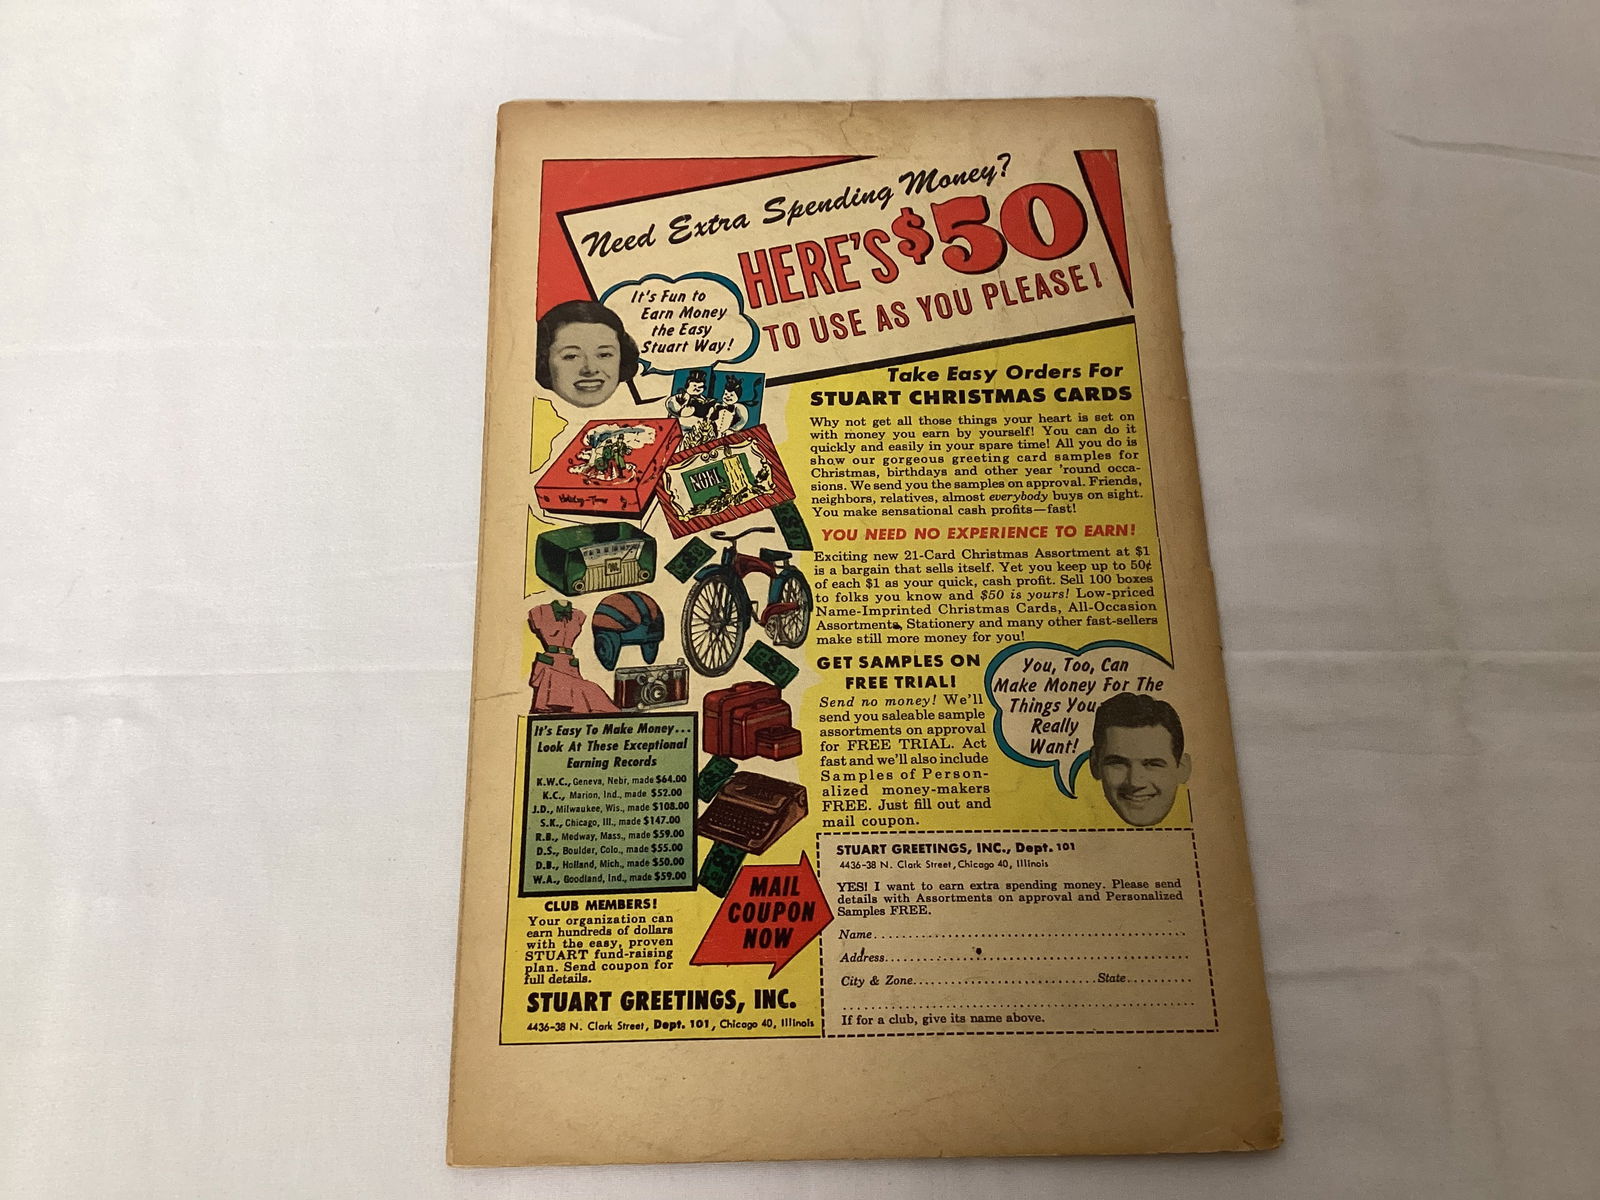 Need Extra Spending Money?
HERE'S $50
TO USE AS YOU PLEASE!
It's Fun to
Earn Money
the Easy
Stuart Way!
Take Easy Orders For
STUART CHRISTMAS CARDS
Why not get all those things your heart is set on
with money you earn by yourself! You can do it
quickly and easily in your spare time! All you do is
show our gorgeous greeting card samples for
Christmas, birthdays and other year 'round occa-
sions. We send you the samples on approval. Friends,
neighbors, relatives, almost everybody buys on sight.
You make sensational cash profits—fast!
YOU NEED NO EXPERIENCE TO EARN!
Exciting new 21-Card Christmas Assortment at $1
is a bargain that sells itself. Yet you keep up to 50¢
of each $1 as your quick, cash profit. Sell 100 boxes
to folks you know and $50 is yours! Low-priced
Name-Imprinted Christmas Cards, All-Occasion
Assortments, Stationery and many other fast-sellers
make still more money for you!
GET SAMPLES ON
FREE TRIAL!
Send no money! We'll
send you saleable sample
assortments on approval
for FREE TRIAL. Act
fast and we'll also include
Samples of Person-
alized money-makers
FREE. Just fill out and
mail coupon.
You, Too, Can
Make Money For The
Things You
Really
Want!
Holiday-Time
NOEL
It's Easy To Make Money...
Look At These Exceptional
Earning Records
K.W.C., Geneva, Nebr, made $64.00
K.C., Marion, Ind., made $52.00
J.D., Milwaukee, Wis., made $108.00
S.K., Chicago, Ill., made $147.00
R.B., Medway, Mass., made $59.00
D.S., Boulder, Colo., made $55.00
D.B., Holland, Mich., made $50.00
W.A., Goodland, Ind., made $59.00
CLUB MEMBERS!
Your organization can
earn hundreds of dollars
with the easy, proven
STUART fund-raising
plan. Send coupon for
full details.
STUART GREETINGS, INC.
4436-38 N. Clark Street, Dept. 101, Chicago 40, Illinois
MAIL
COUPON
NOW
STUART GREETINGS, INC., Dept. 101
4436-38 N. Clark Street, Chicago 40, Illinois
YES! I want to earn extra spending money. Please send
details with Assortments on approval and Personalized
Samples FREE.
Name
Address
City & Zone State
If for a club, give its name above.